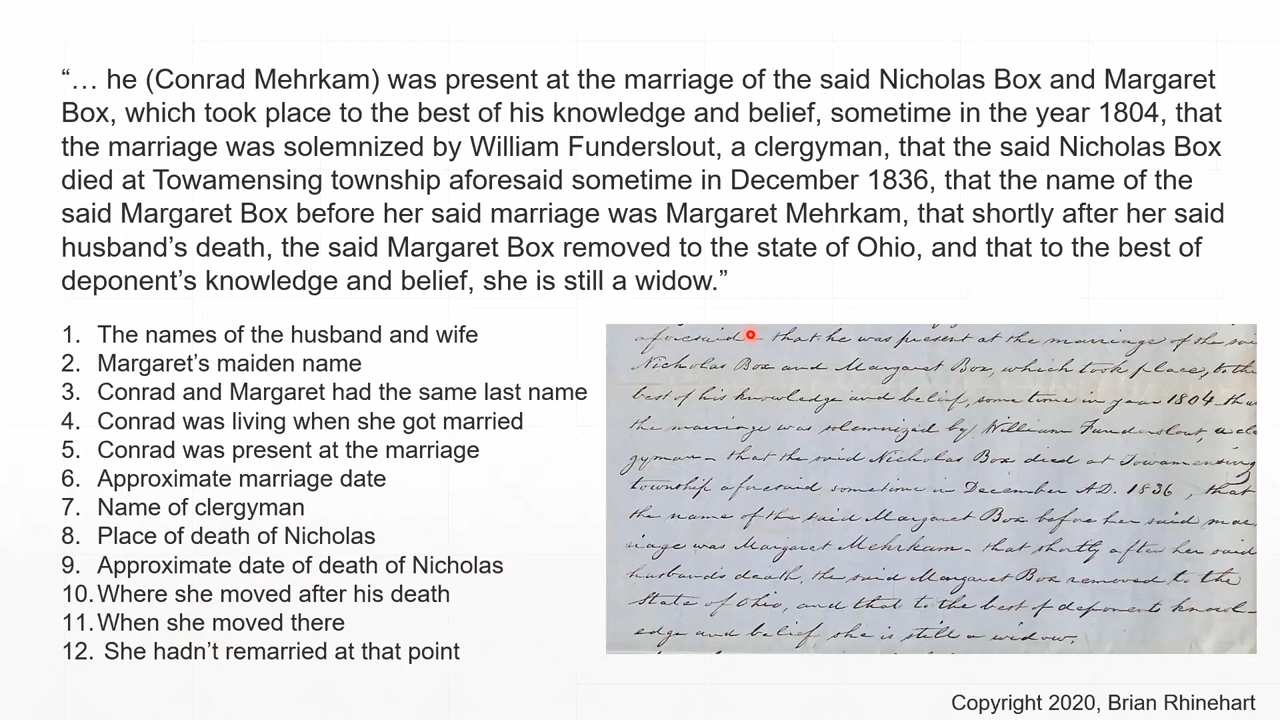 “… he (Conrad Mehrkam) was present at the marriage of the said Nicholas Box and Margaret
Box, which took place to the best of his knowledge and belief, sometime in the year 1804, that
the marriage was solemnized by William Funderslout, a clergyman, that the said Nicholas Box
died at Towamensing township aforesaid sometime in December 1836, that the name of the
said Margaret Box before her said marriage was Margaret Mehrkam, that shortly after her said
husband’s death, the said Margaret Box removed to the state of Ohio, and that to the best of
deponent’s knowledge and belief, she is still a widow.”
1. The names of the husband and wife
2. Margaret’s maiden name
3. Conrad and Margaret had the same last name
4. Conrad was living when she got married
5. Conrad was present at the marriage
6. Approximate marriage date
7. Name of clergyman
8. Place of death of Nicholas
9. Approximate date of death of Nicholas
10. Where she moved after his death
11. When she moved there
12. She hadn’t remarried at that point
aforesaid - that he was present at the marriage of the sai
Nicholas Box and Margaret Box, which took place, to the
best of his knowledge and belief, some time in year 1804 - tha
the marriage was solemnized by William Funderslout, a cle
gyman - that the said Nicholas Box died at Towamensing
township aforesaid sometime in December A.D. 1836, that
the name of the said Margaret Box before her said mar
riage was Margaret Mehrkam - that shortly after her said
husbands death, the said Margaret Box removed to the
State of Ohio, and that to the best of deponents knowl-
edge and belief, she is still a widow,
Copyright 2020, Brian Rhinehart